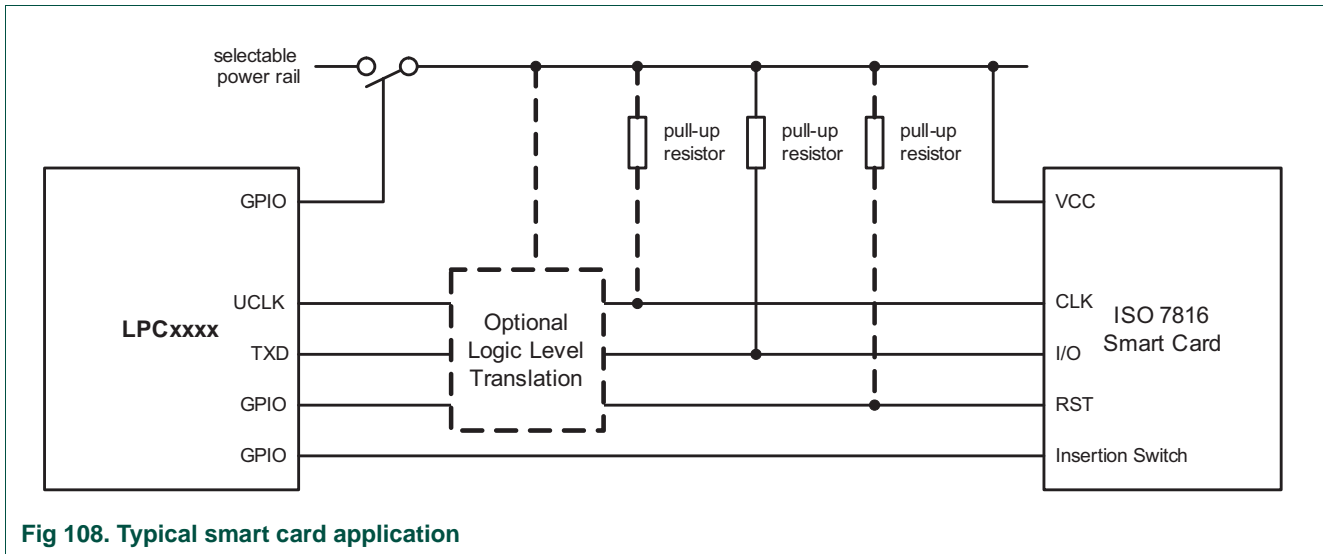 selectable
power rail
pull-up
resistor
pull-up
resistor
pull-up
resistor
GPIO
VCC
UCLK
CLK
LPCxxxx
Optional
Logic Level
Translation
ISO 7816
Smart Card
TXD
I/O
GPIO
RST
GPIO
Insertion Switch
Fig 108. Typical smart card application